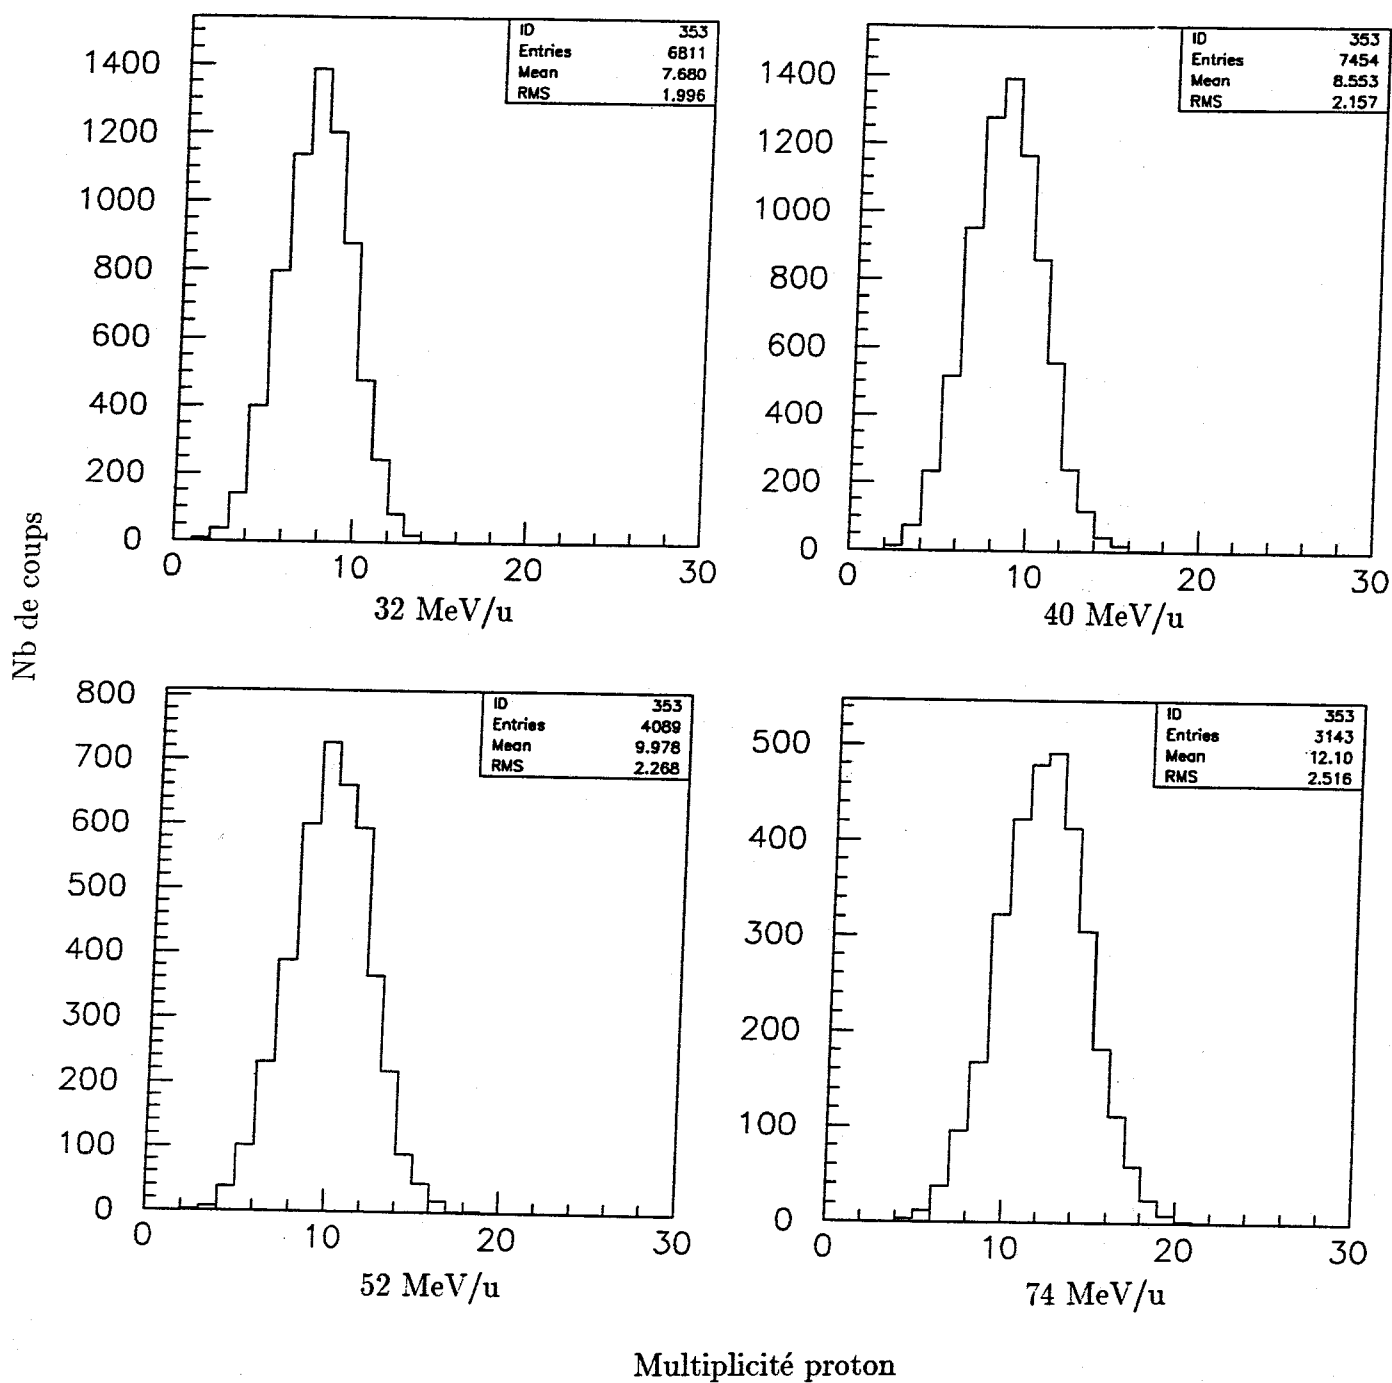 ID 353
Entries 6811
Mean 7.680
RMS 1.996
1400
1200
1000
800
600
400
200
0
0 10 20 30
32 MeV/u
ID 353
Entries 7454
Mean 8.553
RMS 2.157
1400
1200
1000
800
600
400
200
0
0 10 20 30
40 MeV/u
Nb de coups
ID 353
Entries 4089
Mean 9.978
RMS 2.268
800
700
600
500
400
300
200
100
0
0 10 20 30
52 MeV/u
ID 353
Entries 3143
Mean 12.10
RMS 2.516
500
400
300
200
100
0
0 10 20 30
74 MeV/u
Multiplicité proton